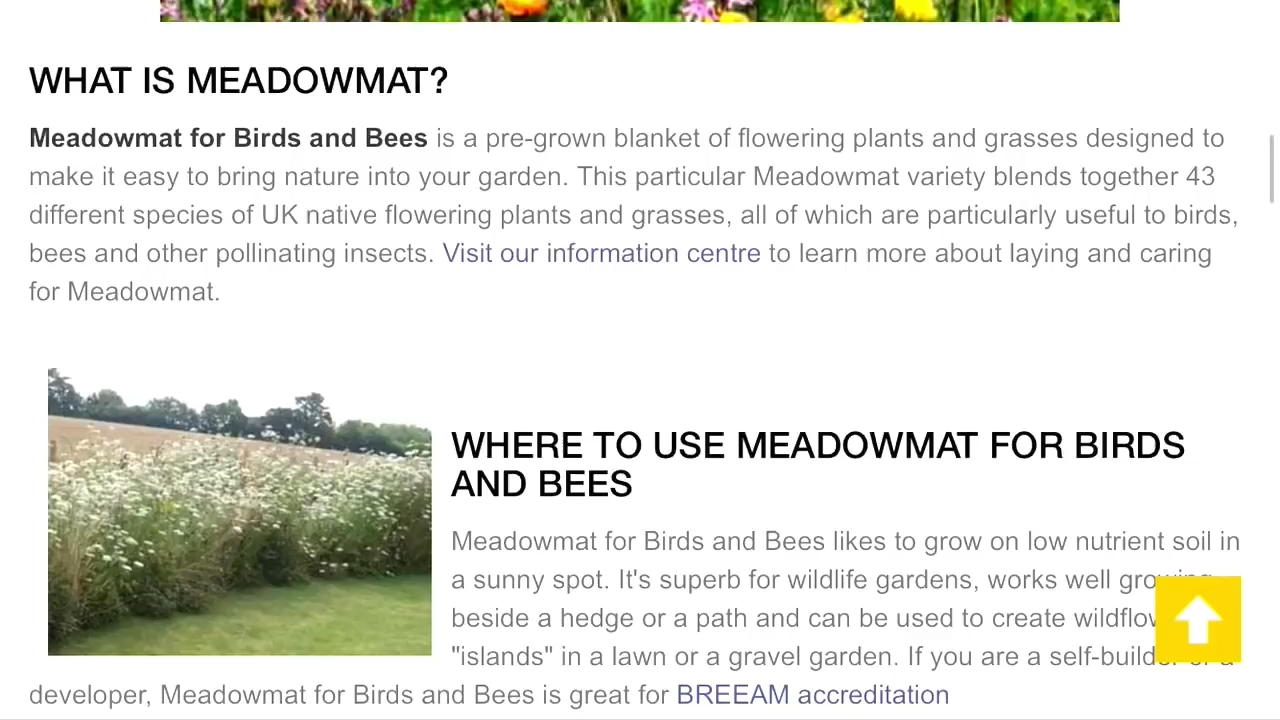 WHAT IS MEADOWMAT?
Meadowmat for Birds and Bees is a pre-grown blanket of flowering plants and grasses designed to
make it easy to bring nature into your garden. This particular Meadowmat variety blends together 43
different species of UK native flowering plants and grasses, all of which are particularly useful to birds,
bees and other pollinating insects. Visit our information centre to learn more about laying and caring
for Meadowmat.
WHERE TO USE MEADOWMAT FOR BIRDS
AND BEES
Meadowmat for Birds and Bees likes to grow on low nutrient soil in
a sunny spot. It's superb for wildlife gardens, works well growing
beside a hedge or a path and can be used to create
"islands" in a lawn or a gravel garden. If you are a self-builder or a
developer, Meadowmat for Birds and Bees is great for BREEAM accreditation